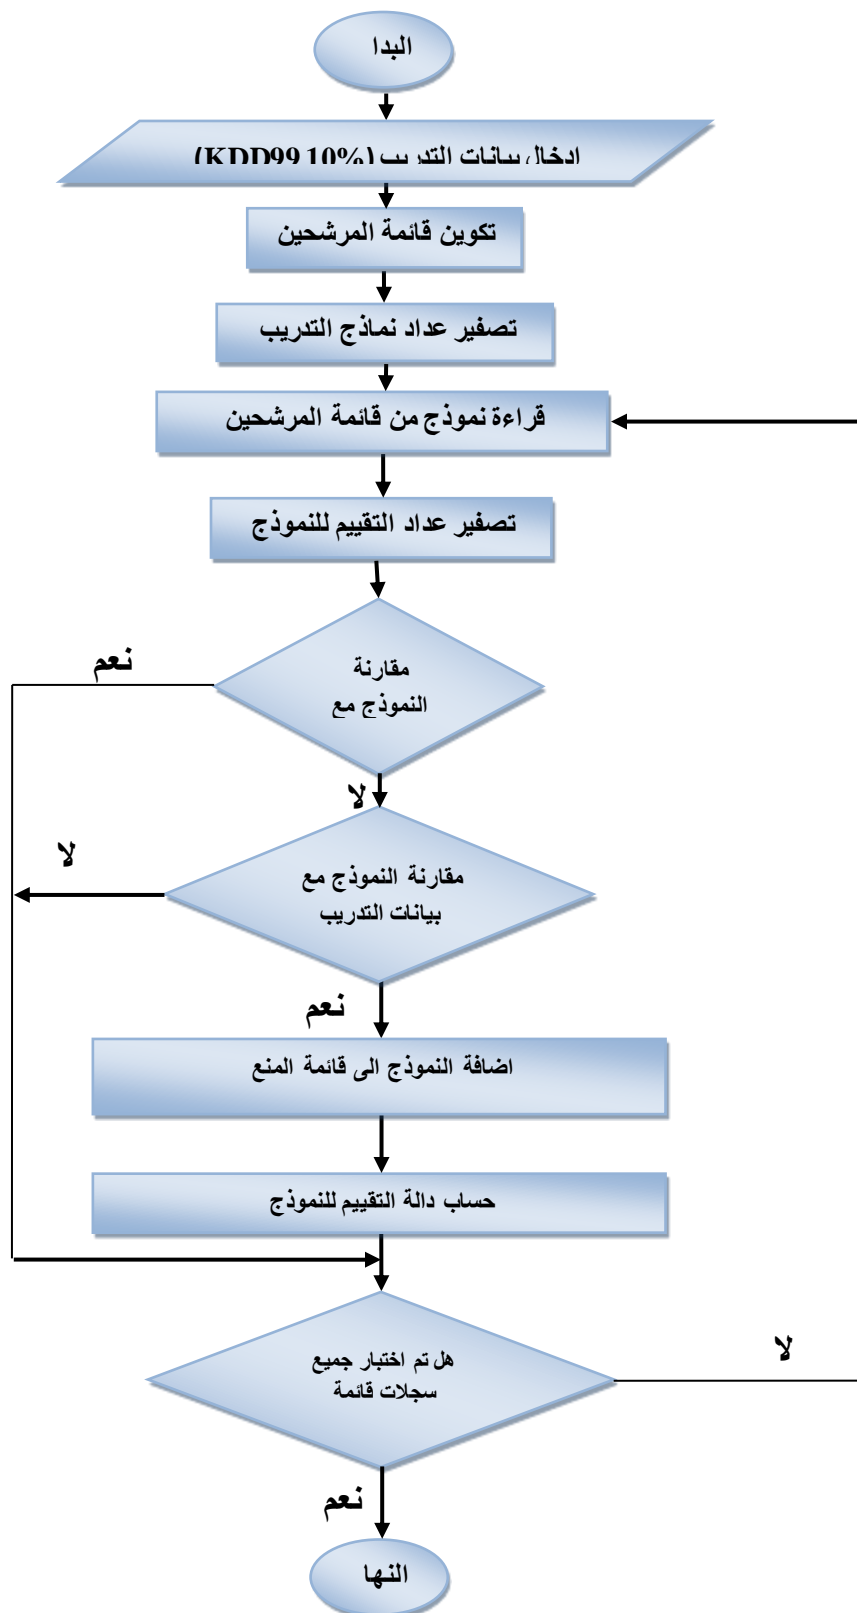 البدا
ادخال بيانات التدريب (KDD99 10%)
تكوين قائمة المرشحين
تصفير عداد نماذج التدريب
قراءة نموذج من قائمة المرشحين
تصفير عداد التقييم للنموذج
مقارنة
النموذج مع
نعم
لا
مقارنة النموذج مع
بيانات التدريب
لا
نعم
اضافة النموذج الى قائمة المنع
حساب دالة التقييم للنموذج
هل تم اختبار جميع
سجلات قائمة
لا
نعم
النها